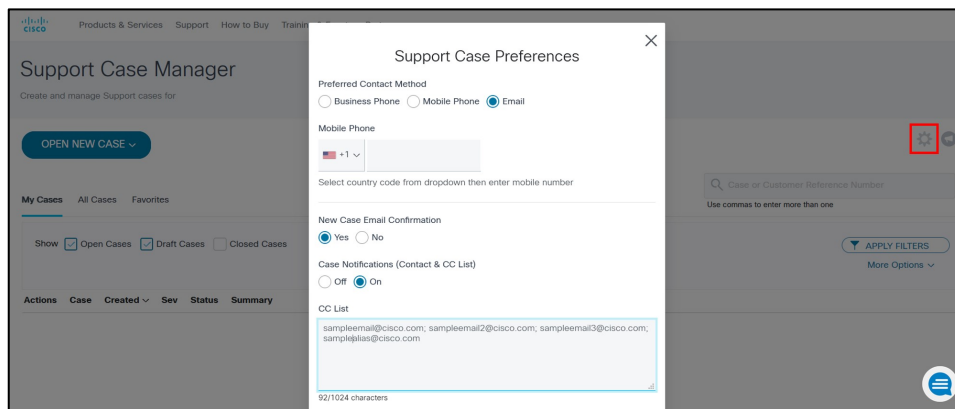 CISCO
Products & Services Support How to Buy
Support Case Manager
Create and manage Support cases for
OPEN NEW CASE
Case or Customer Reference Number
Use commas to enter more than one
My Cases All Cases Favorites
Show Open Cases Draft Cases Closed Cases
APPLY FILTERS
More Options
Actions Case Created Sev Status Summary
Support Case Preferences
Preferred Contact Method
Business Phone Mobile Phone Email
Mobile Phone
+1
Select country code from dropdown then enter mobile number
New Case Email Confirmation
Yes No
Case Notifications (Contact & CC List)
Off On
CC List
sampleemail@cisco.com; sampleemail2@cisco.com; sampleemail3@cisco.com;
samplealias@cisco.com
92/1024 characters